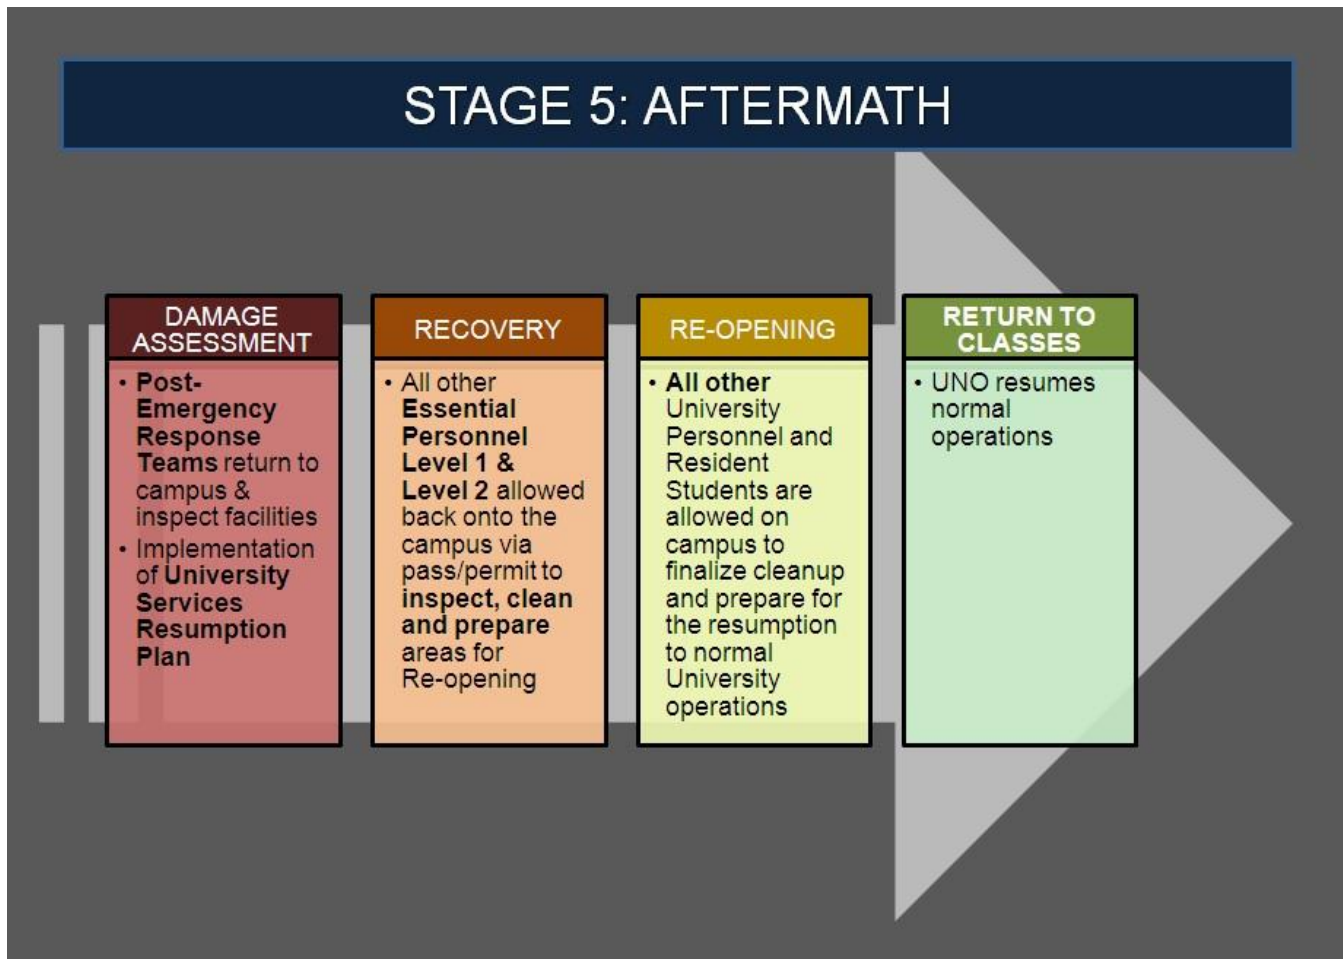 STAGE 5: AFTERMATH
DAMAGE
ASSESSMENT
• Post-
Emergency
Response
Teams return to
campus &
inspect facilities
• Implementation
of University
Services
Resumption
Plan
RECOVERY
• All other
Essential
Personnel
Level 1 &
Level 2 allowed
back onto the
campus via
pass/permit to
inspect, clean
and prepare
areas for
Re-opening
RE-OPENING
• All other
University
Personnel and
Resident
Students are
allowed on
campus to
finalize cleanup
and prepare for
the resumption
to normal
University
operations
RETURN TO
CLASSES
• UNO resumes
normal
operations